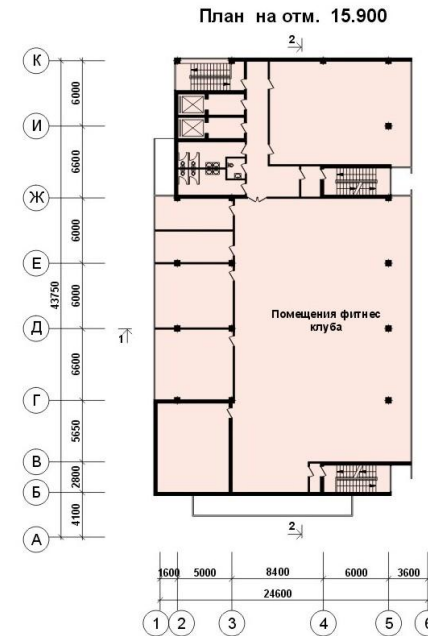 План на отм. 15.900
2
К
6000
И
6600
Ж
6000
Е
43750
6000
Помещения фитнес
клуба
Д
1
6600
Г
5650
В
2800
Б
4100
2
А
1600 5000 8400 6000 3600
24600
1 2 3 4 5 6